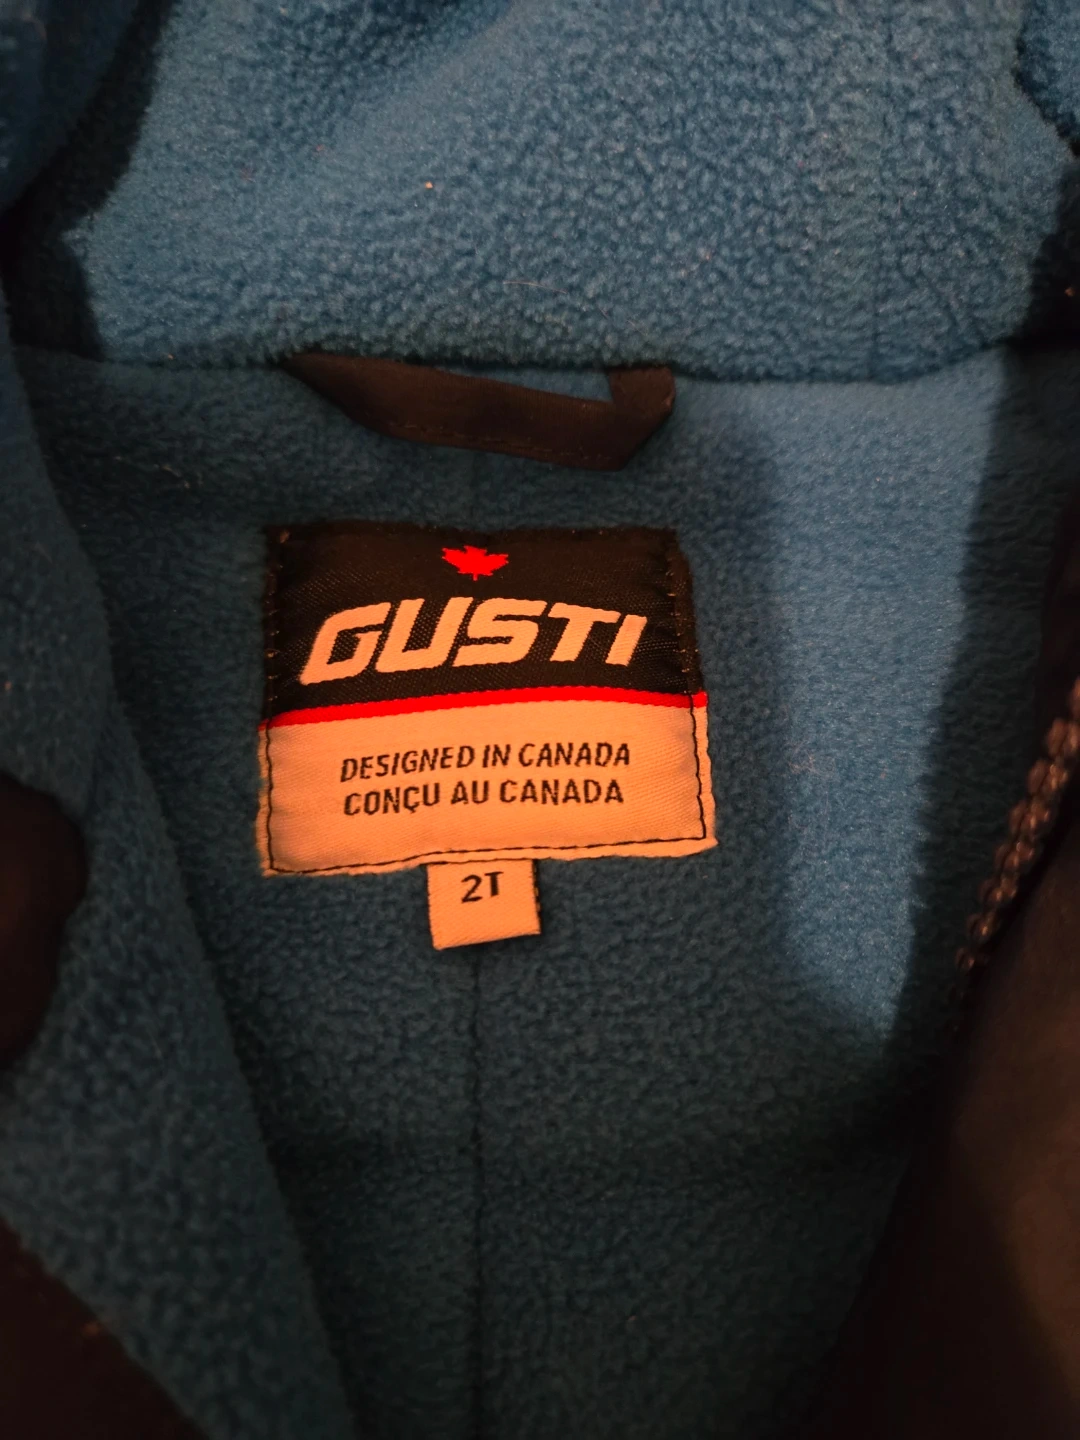 GUSTI
DESIGNED IN CANADA
CONÇU AU CANADA
2T